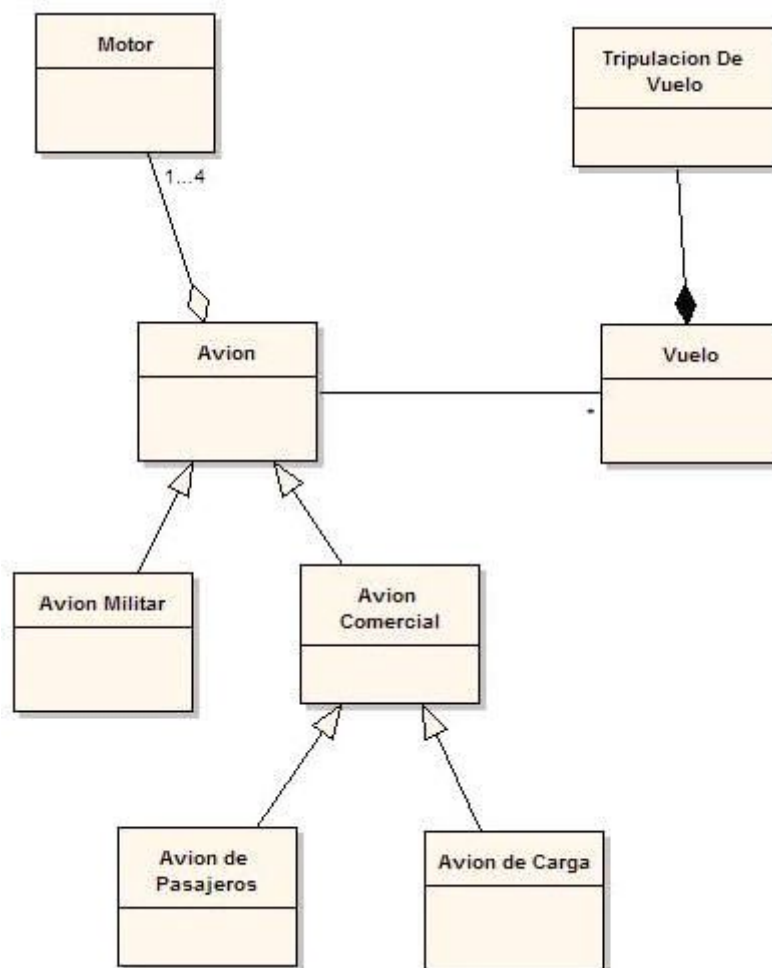 Motor
Tripulacion De
Vuelo
1...4
Avion
Vuelo
*
Avion Militar
Avion
Comercial
Avion de
Pasajeros
Avion de Carga